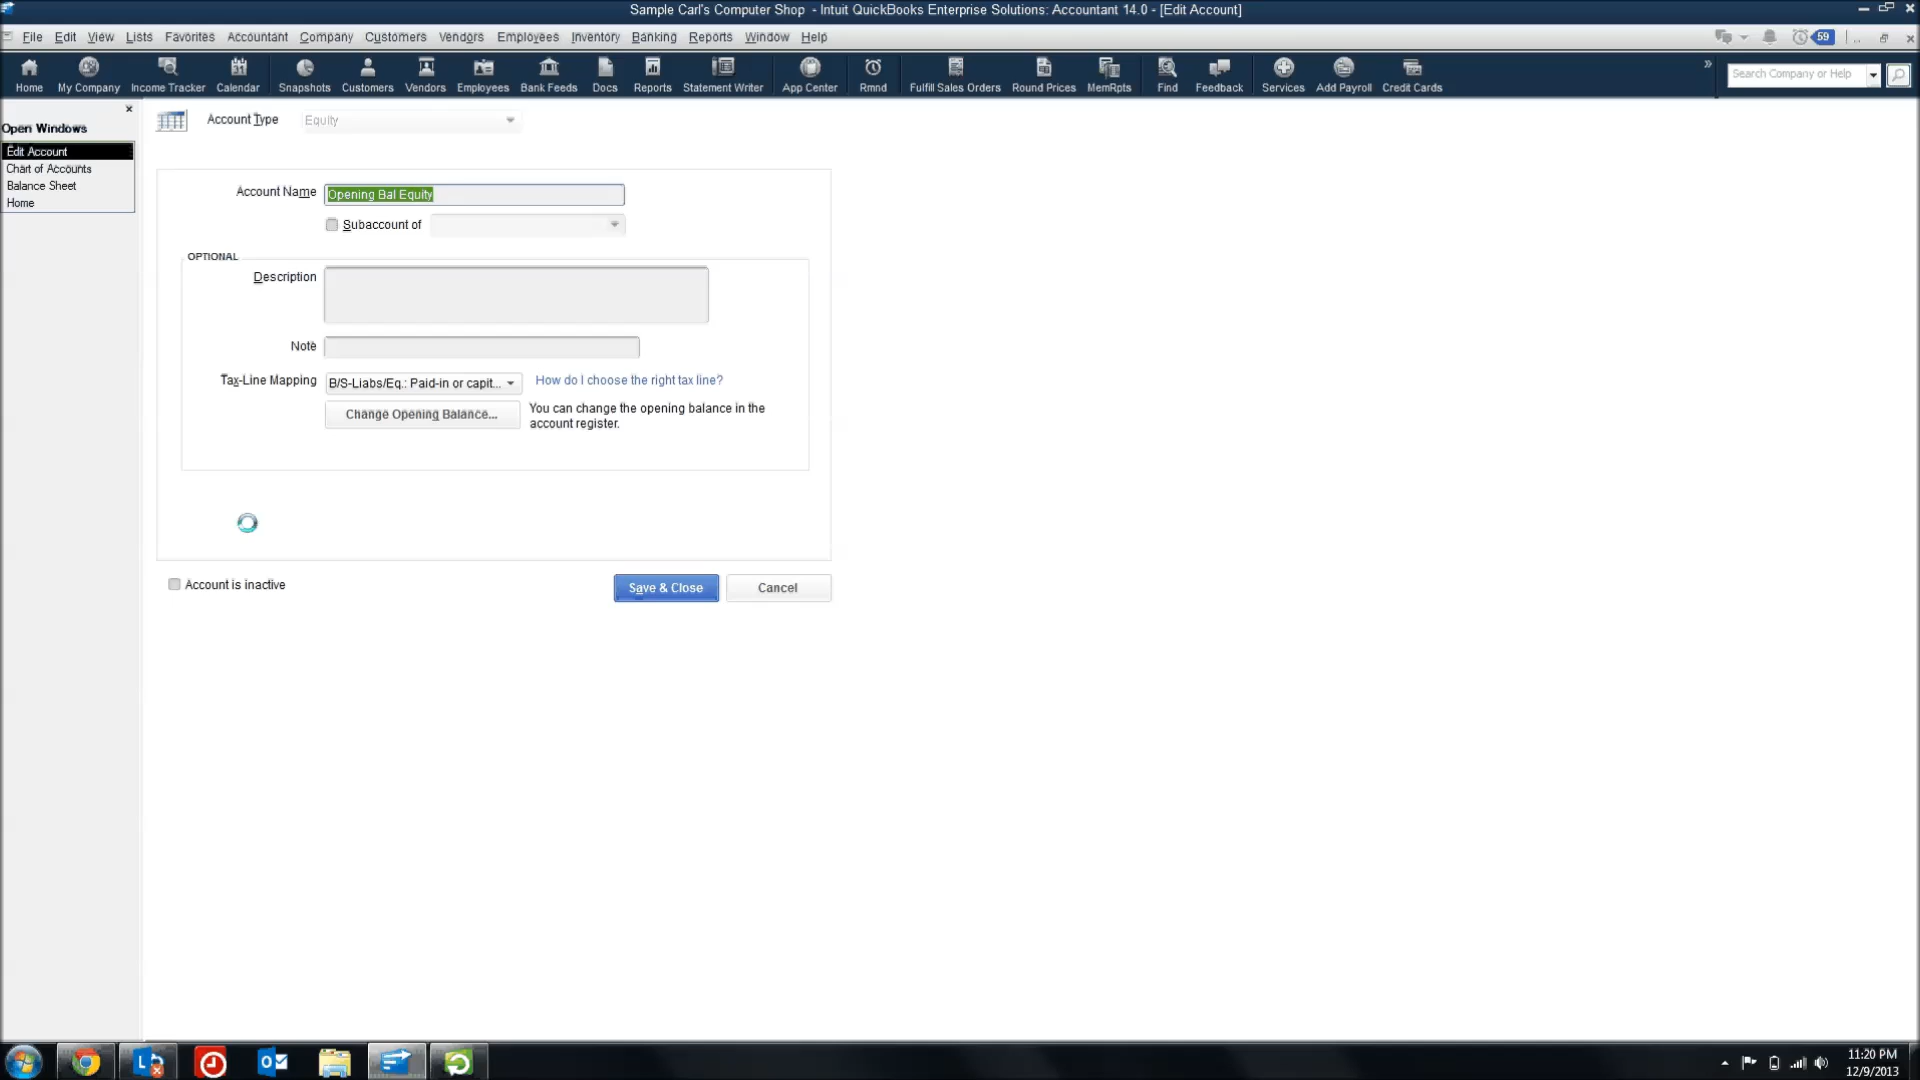 Sample Carl's Computer Shop - Intuit QuickBooks Enterprise Solutions: Accountant 14.0 - [Edit Account]
File Edit View Lists Favorites Accountant Company Customers Vendors Employees Inventory Banking Reports Window Help
59
Home My Company Income Tracker Calendar Snapshots Customers Vendors Employees Bank Feeds Docs Reports Statement Writer App Center Rmnd Fulfill Sales Orders Round Prices MemRpts Find Feedback Services Add Payroll Credit Cards
Search Company or Help
Open Windows
Edit Account
Chart of Accounts
Balance Sheet
Home
Account Type Equity
Account Name Opening Bal Equity
Subaccount of
OPTIONAL
Description
Note
Tax-Line Mapping B/S-Liabs/Eq.: Paid-in or capit... How do I choose the right tax line?
Change Opening Balance... You can change the opening balance in the
account register.
Account is inactive
Save & Close Cancel
11:20 PM
12/9/2013